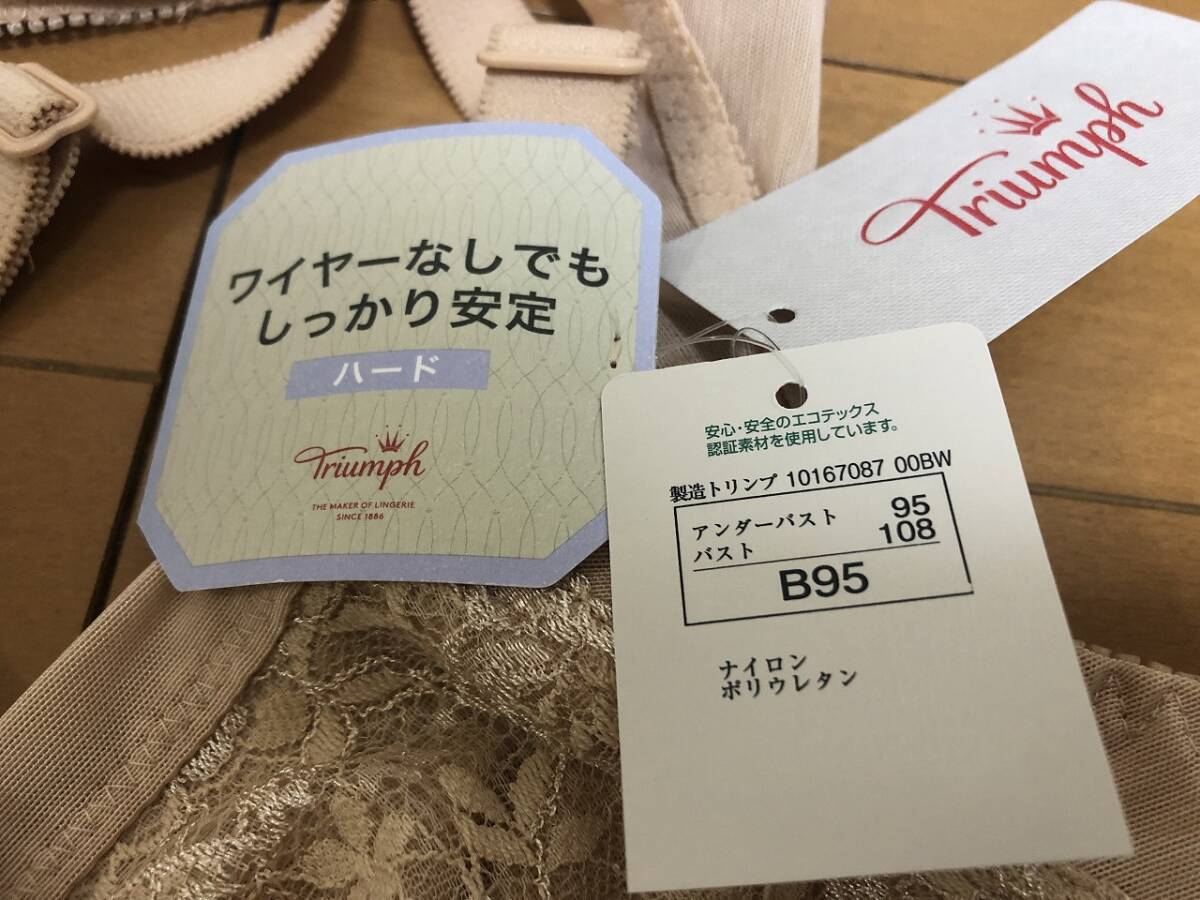 ワイヤーなしでも
しっかり安定
ハード
Triumph
THE MAKER OF LINGERIE
SINCE 1886
Triumph
安心・安全のエコテックス
認証素材を使用しています。
製造トリンプ 10167087 00BW
アンダーバスト 95
バスト 108
B95
ナイロン
ポリウレタン